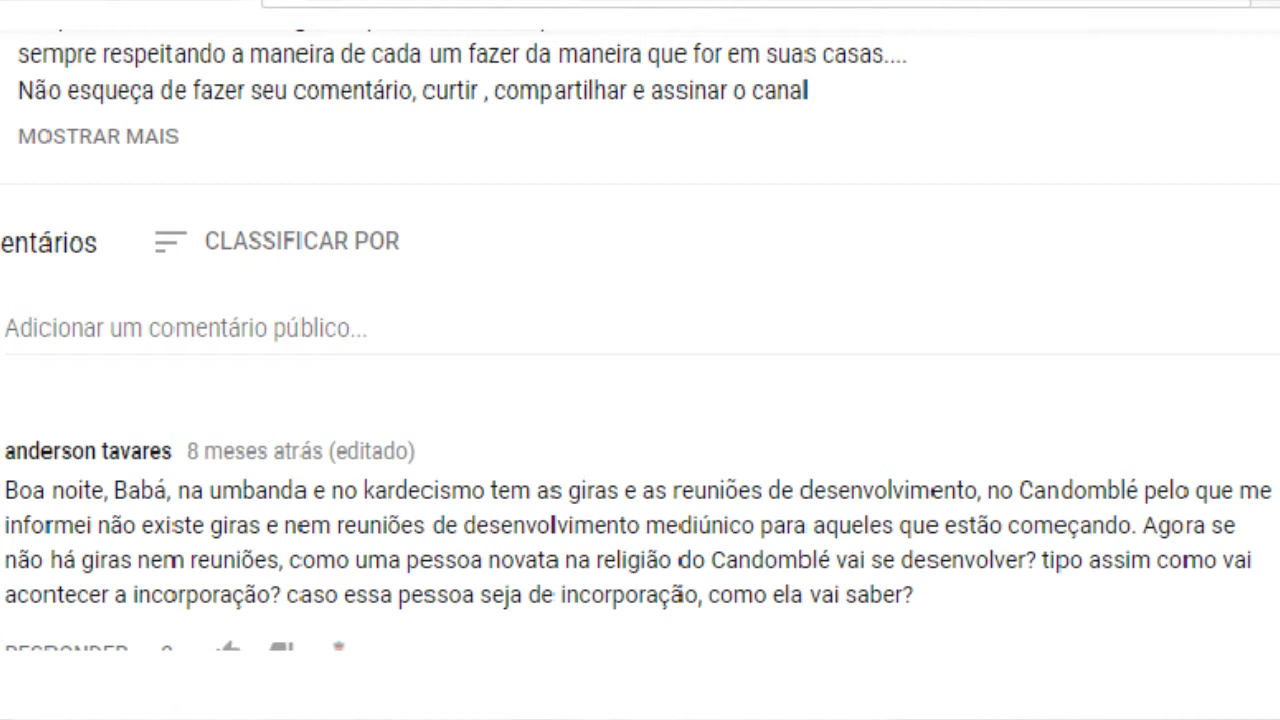 sempre respeitando a maneira de cada um fazer da maneira que for em suas casas....
Não esqueça de fazer seu comentário, curtir , compartilhar e assinar o canal
MOSTRAR MAIS
entários
CLASSIFICAR POR
Adicionar um comentário público...
anderson tavares 8 meses atrás (editado)
Boa noite, Babá, na umbanda e no kardecismo tem as giras e as reuniões de desenvolvimento, no Candomblé pelo que me
informei não existe giras e nem reuniões de desenvolvimento mediúnico para aqueles que estão começando. Agora se
não há giras nem reuniões, como uma pessoa novata na religião do Candomblé vai se desenvolver? tipo assim como vai
acontecer a incorporação? caso essa pessoa seja de incorporação, como ela vai saber?
RESPONDER